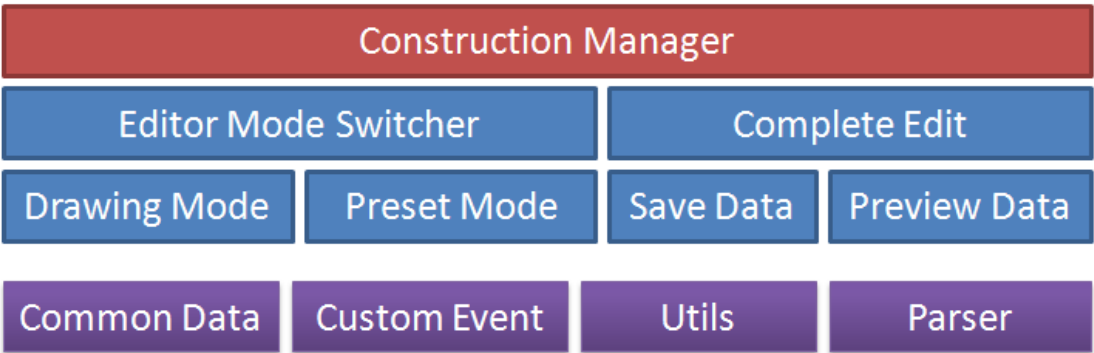 Construction Manager
Editor Mode Switcher
Complete Edit
Drawing Mode
Preset Mode
Save Data
Preview Data
Common Data
Custom Event
Utils
Parser